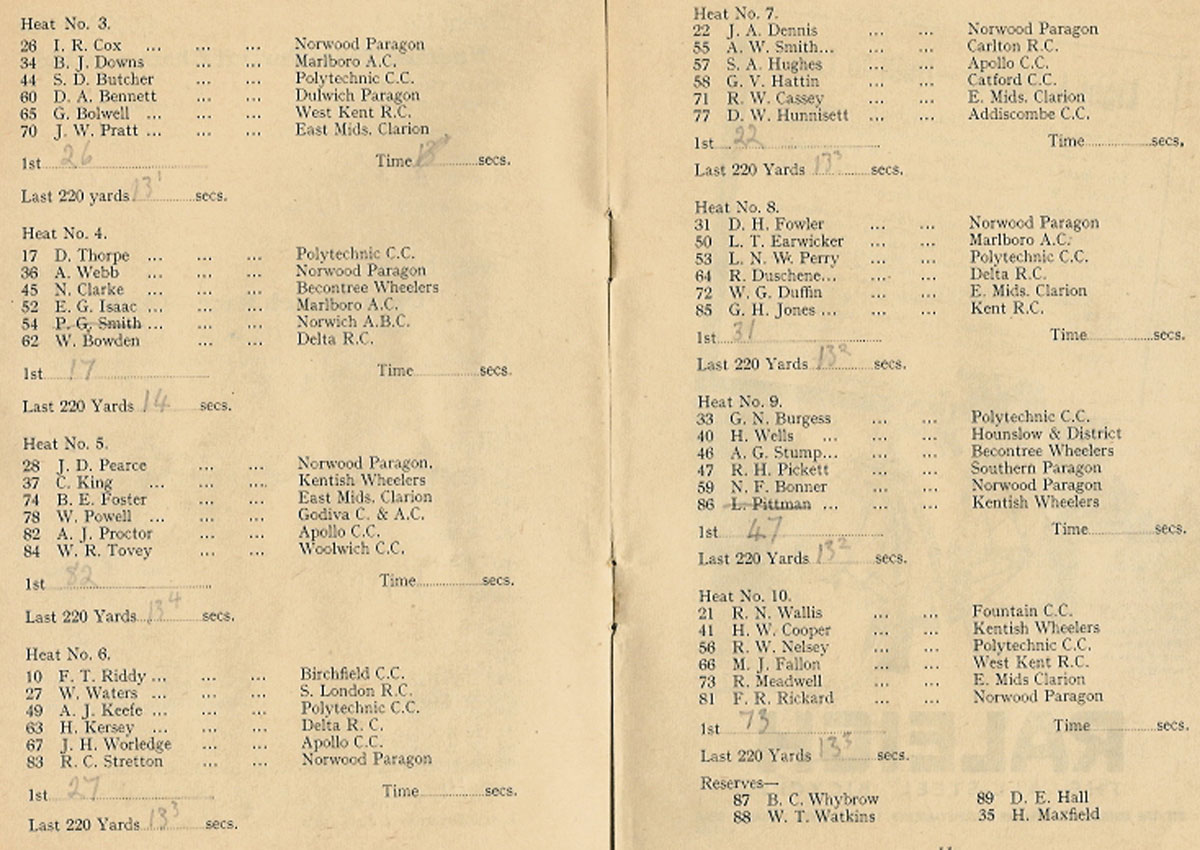 Heat No. 3.
26 I. R. Cox ... ... ... Norwood Paragon
34 B. J. Downs ... ... Marlboro A.C.
44 S. D. Butcher ... ... Polytechnic C.C.
60 D. A. Bennett ... ... Dulwich Paragon
65 G. Bolwell ... ... ... West Kent R.C.
70 J. W. Pratt ... ... ... East Mids. Clarion
1st 26 Time secs.
Last 220 yards 13¹ secs.
Heat No. 4.
17 D. Thorpe ... ... ... Polytechnic C.C.
36 A. Webb ... ... ... Norwood Paragon
45 N. Clarke ... ... ... Becontree Wheelers
52 E. G. Isaac ... ... ... Marlboro A.C.
54 P. G. Smith ... ... ... Norwich A.B.C.
62 W. Bowden ... ... Delta R.C.
1st 17 Time secs.
Last 220 Yards 14 secs.
Heat No. 5.
28 J. D. Pearce ... ... Norwood Paragon.
37 C. King ... ... ... Kentish Wheelers
74 B. E. Foster ... ... East Mids. Clarion
78 W. Powell ... ... ... Godiva C. & A.C.
82 A. J. Proctor ... ... Apollo C.C.
84 W. R. Tovey ... ... Woolwich C.C.
1st 82 Time secs.
Last 220 Yards 13⁴ secs.
Heat No. 6.
10 F. T. Riddy ... ... ... Birchfield C.C.
27 W. Waters ... ... ... S. London R.C.
49 A. J. Keefe ... ... ... Polytechnic C.C.
63 H. Kersey ... ... ... Delta R. C.
67 J. H. Worledge ... ... Apollo C.C.
83 R. C. Stretton ... ... Norwood Paragon
1st 27 Time secs.
Last 220 Yards 13³ secs.
Heat No. 7.
22 J. A. Dennis ... ... Norwood Paragon
55 A. W. Smith... ... ... Carlton R.C.
57 S. A. Hughes ... ... Apollo C.C.
58 G. V. Hattin ... ... Catford C.C.
71 R. W. Cassey ... ... E. Mids. Clarion
77 D. W. Hunnisett ... ... Addiscombe C.C.
1st 22 Time secs.
Last 220 Yards 13³ secs.
Heat No. 8.
31 D. H. Fowler ... ... Norwood Paragon
50 L. T. Earwicker ... ... Marlboro A.C.
53 L. N. W. Perry ... ... Polytechnic C.C.
64 R. Duschene... ... ... Delta R.C.
72 W. G. Duffin ... ... E. Mids. Clarion
85 G. H. Jones ... ... ... Kent R.C.
1st 31 Time secs.
Last 220 Yards 13² secs.
Heat No. 9.
33 G. N. Burgess ... ... Polytechnic C.C.
40 H. Wells ... ... ... Hounslow & District
46 A. G. Stump... ... ... Becontree Wheelers
47 R. H. Pickett ... ... Southern Paragon
59 N. F. Bonner ... ... Norwood Paragon
86 L. Pittman ... ... ... Kentish Wheelers
1st 47 Time secs.
Last 220 Yards 13² secs.
Heat No. 10.
21 R. N. Wallis ... ... Fountain C.C.
41 H. W. Cooper ... ... Kentish Wheelers
56 R. W. Nelsey ... ... Polytechnic C.C.
66 M. J. Fallon ... ... West Kent R.C.
73 R. Meadwell ... ... E. Mids Clarion
81 F. R. Rickard ... ... Norwood Paragon
1st 73 Time secs.
Last 220 Yards 13³ secs.
Reserves—
87 B. C. Whybrow 89 D. E. Hall
88 W. T. Watkins 35 H. Maxfield